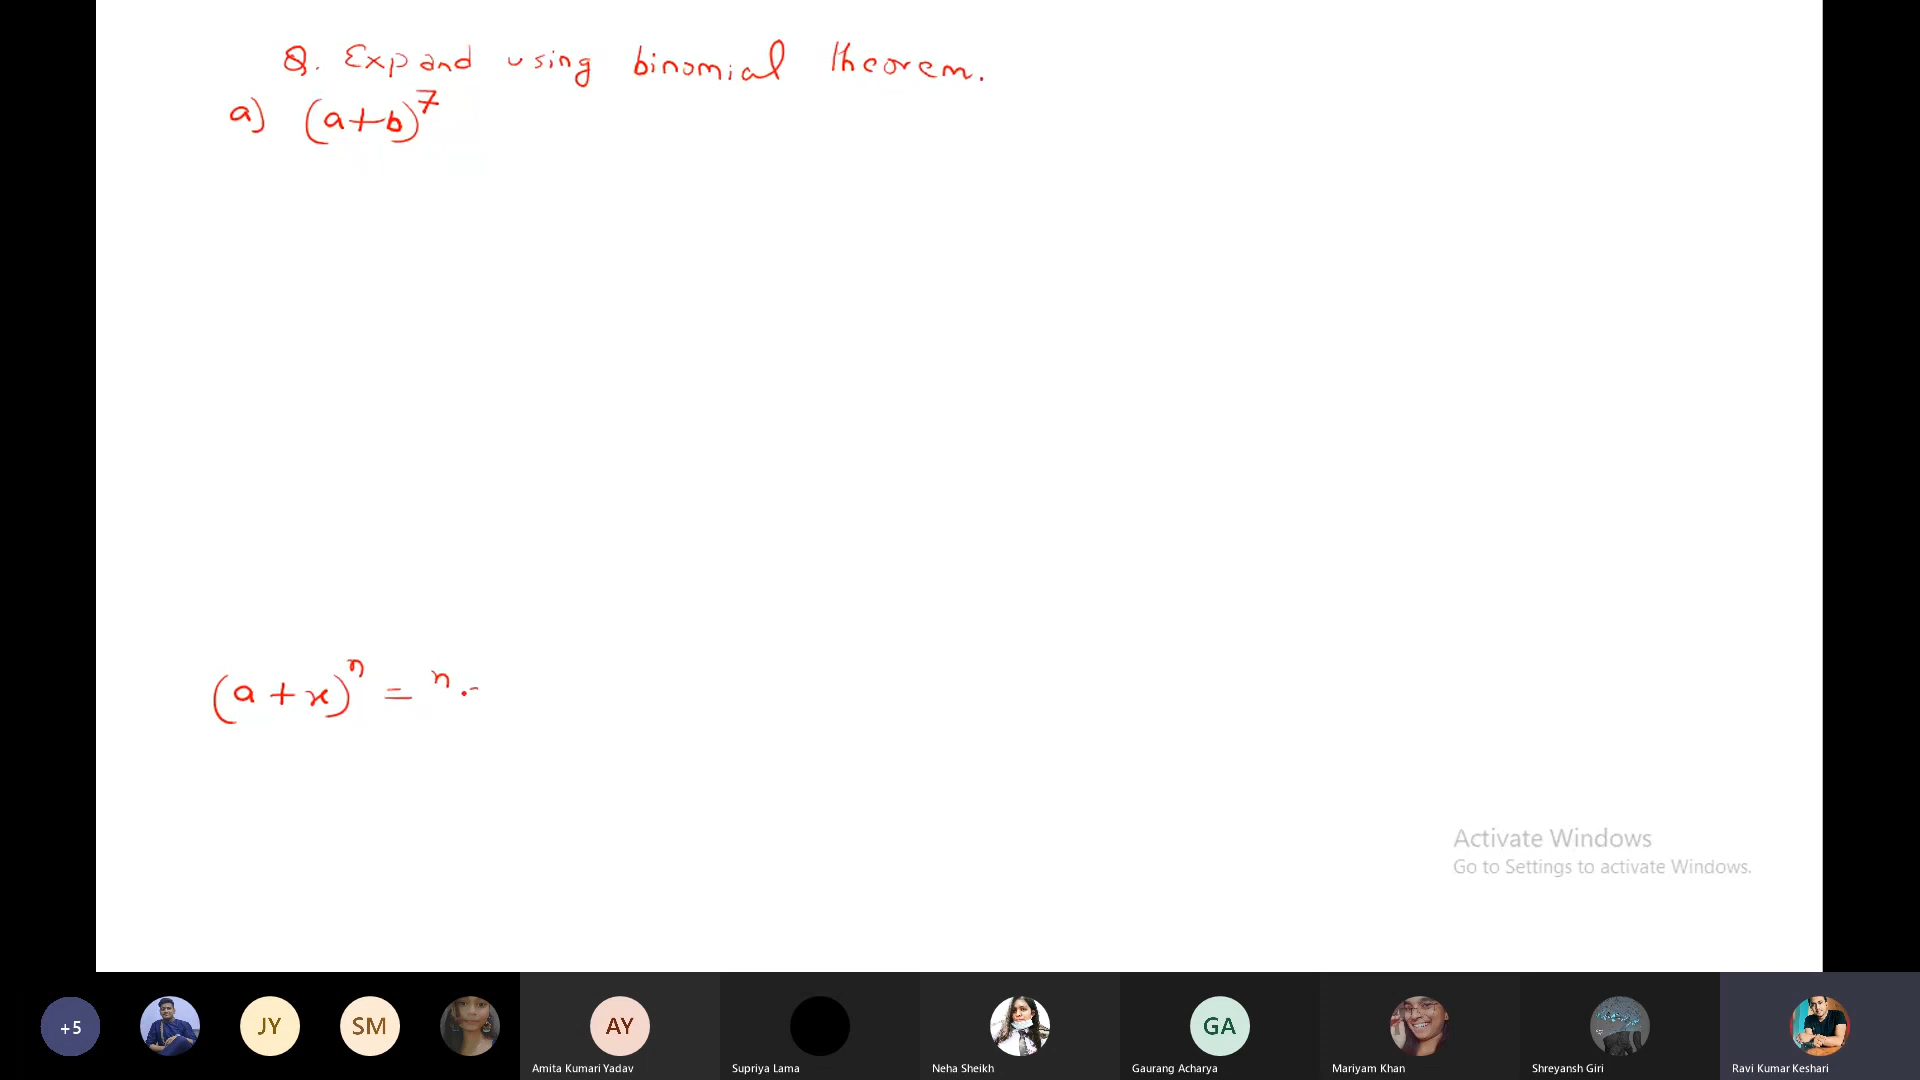 Q. Expand using binomial theorem.
a) (a+b)^7
(a+x)^n = n
Activate Windows
Go to Settings to activate Windows.
+5 JY SM AY GA
Amita Kumari Yadav Supriya Lama Neha Sheikh Gaurang Acharya Mariyam Khan Shreyansh Giri Ravi Kumar Keshari